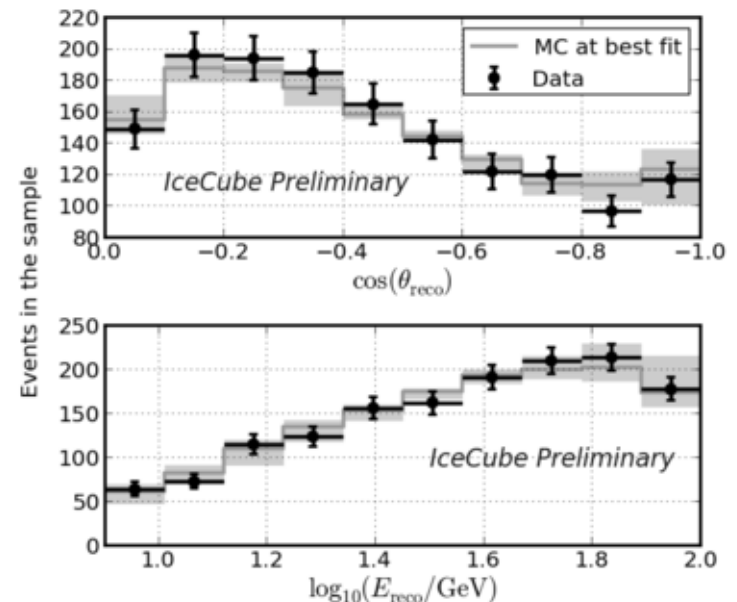 220
200
180
160
140
120
100
80
MC at best fit
Data
IceCube Preliminary
0.0 −0.2 −0.4 −0.6 −0.8 −1.0
cos(θreco)
Events in the sample
250
200
150
100
50
0
IceCube Preliminary
1.0 1.2 1.4 1.6 1.8 2.0
log10(Ereco/GeV)